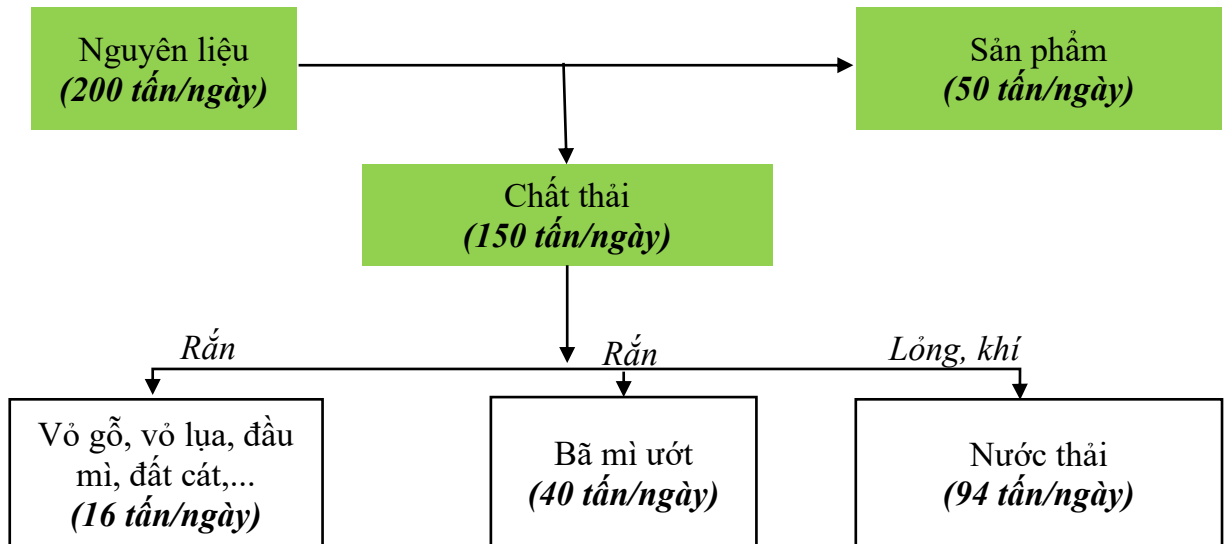 Nguyên liệu
(200 tấn/ngày)
Sản phẩm
(50 tấn/ngày)
Chất thải
(150 tấn/ngày)
Rắn
Rắn
Lỏng, khí
Vỏ gỗ, vỏ lụa, đầu
mì, đất cát,...
(16 tấn/ngày)
Bã mì ướt
(40 tấn/ngày)
Nước thải
(94 tấn/ngày)